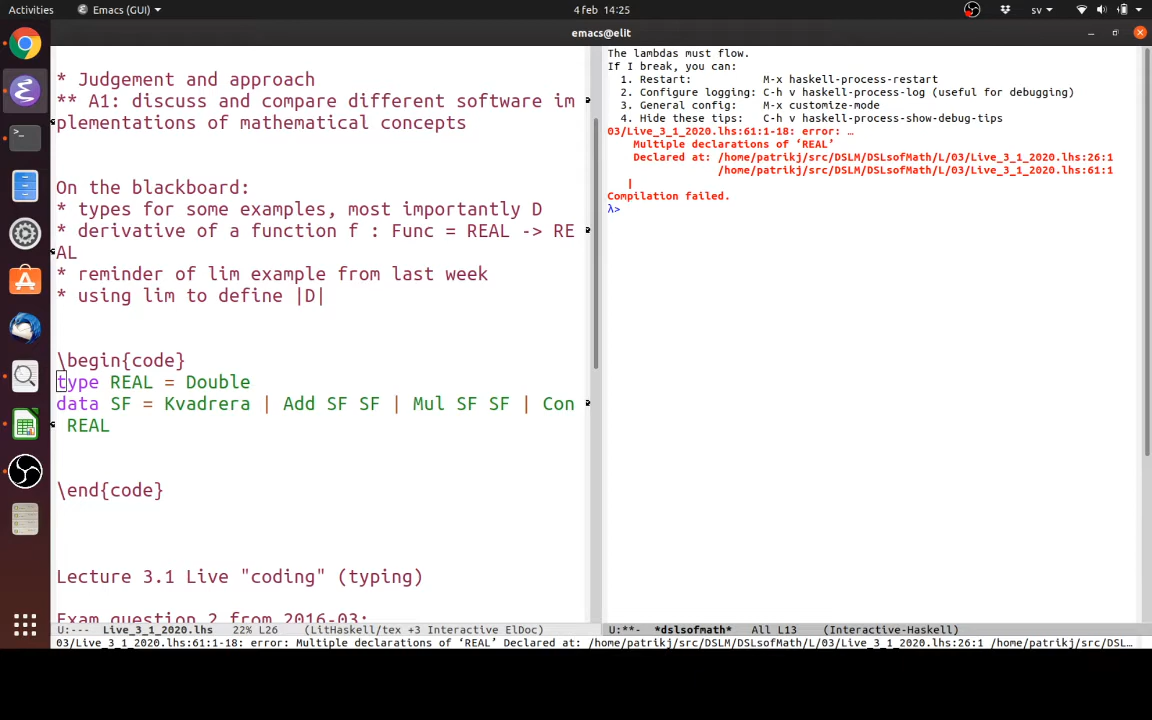 Activities
Emacs (GUI)
4 feb 14:25
sv
emacs@elit
* Judgement and approach
** A1: discuss and compare different software im
plementations of mathematical concepts
On the blackboard:
* types for some examples, most importantly D
* derivative of a function f : Func = REAL -> RE
AL
* reminder of lim example from last week
* using lim to define |D|
\begin{code}
type REAL = Double
data SF = Kvadrera | Add SF SF | Mul SF SF | Con
REAL
\end{code}
Lecture 3.1 Live "coding" (typing)
Exam question 2 from 2016-03:
U:--- Live_3_1_2020.lhs 22% L26 (LitHaskell/tex +3 Interactive ElDoc)
The lambdas must flow.
If I break, you can:
1. Restart: M-x haskell-process-restart
2. Configure logging: C-h v haskell-process-log (useful for debugging)
3. General config: M-x customize-mode
4. Hide these tips: C-h v haskell-process-show-debug-tips
03/Live_3_1_2020.lhs:61:1-18: error: …
Multiple declarations of ‘REAL’
Declared at: /home/patrikj/src/DSLM/DSLsofMath/L/03/Live_3_1_2020.lhs:26:1
/home/patrikj/src/DSLM/DSLsofMath/L/03/Live_3_1_2020.lhs:61:1
|
Compilation failed.
λ>
U:**- *dslsofmath* All L13 (Interactive-Haskell)
03/Live_3_1_2020.lhs:61:1-18: error: Multiple declarations of ‘REAL’ Declared at: /home/patrikj/src/DSLM/DSLsofMath/L/03/Live_3_1_2020.lhs:26:1 /home/patrikj/src/DSLM/DSL…